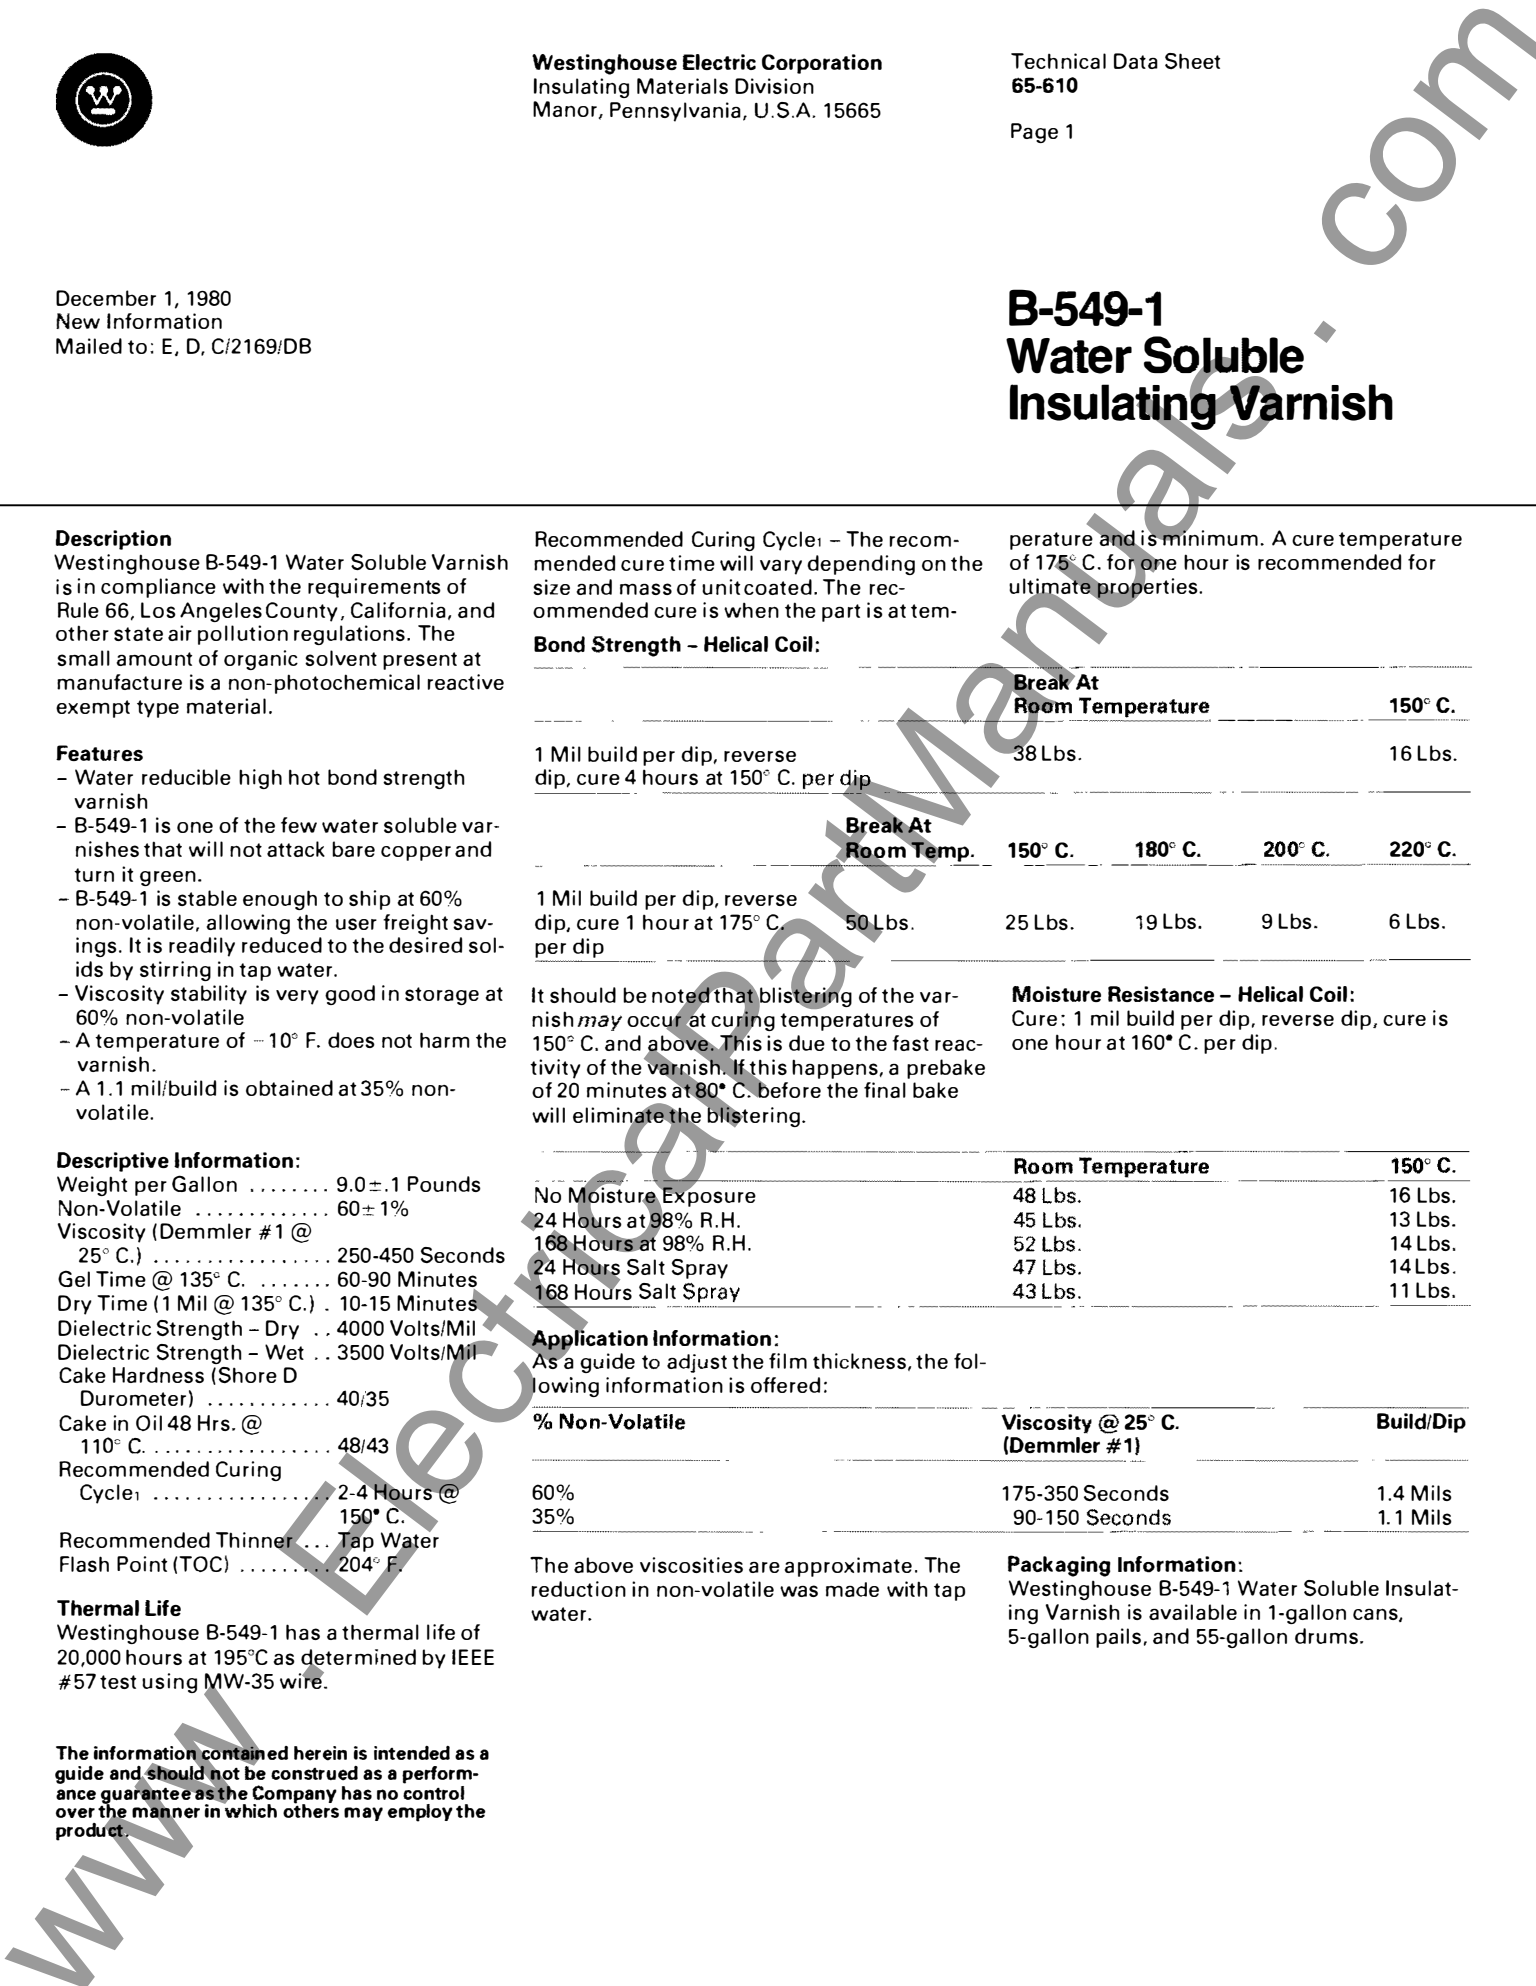 Westinghouse Electric Corporation
Insulating Materials Division
Manor, Pennsylvania, U.S.A. 15665
Technical Data Sheet
65-610
Page 1
December 1, 1980
New Information
Mailed to: E, D, C/2169/DB
B-549-1
Water Soluble
Insulating Varnish
Description
Westinghouse B-549-1 Water Soluble Varnish
is in compliance with the requirements of
Rule 66, Los Angeles County, California, and
other state air pollution regulations. The
small amount of organic solvent present at
manufacture is a non-photochemical reactive
exempt type material.
Features
– Water reducible high hot bond strength
varnish
– B-549-1 is one of the few water soluble var-
nishes that will not attack bare copper and
turn it green.
– B-549-1 is stable enough to ship at 60%
non-volatile, allowing the user freight sav-
ings. It is readily reduced to the desired sol-
ids by stirring in tap water.
– Viscosity stability is very good in storage at
60% non-volatile
– A temperature of –10° F. does not harm the
varnish.
– A 1.1 mil/build is obtained at 35% non-
volatile.
Descriptive Information:
Weight per Gallon ........ 9.0±.1 Pounds
Non-Volatile ............. 60±1%
Viscosity (Demmler #1 @
25° C.) ................. 250-450 Seconds
Gel Time @ 135° C. ....... 60-90 Minutes
Dry Time (1 Mil @ 135° C.) . 10-15 Minutes
Dielectric Strength – Dry .. 4000 Volts/Mil
Dielectric Strength – Wet .. 3500 Volts/Mil
Cake Hardness (Shore D
Durometer) ............ 40/35
Cake in Oil 48 Hrs. @
110° C. ................. 48/43
Recommended Curing
Cycle1 ................. 2-4 Hours @
150° C.
Recommended Thinner ... Tap Water
Flash Point (TOC) ......... 204° F.
Thermal Life
Westinghouse B-549-1 has a thermal life of
20,000 hours at 195°C as determined by IEEE
#57 test using MW-35 wire.
The information contained herein is intended as a
guide and should not be construed as a perform-
ance guarantee as the Company has no control
over the manner in which others may employ the
product.
Recommended Curing Cycle1 – The recom-
mended cure time will vary depending on the
size and mass of unit coated. The rec-
ommended cure is when the part is at tem-
perature and is minimum. A cure temperature
of 175° C. for one hour is recommended for
ultimate properties.
Bond Strength – Helical Coil:
Break At
Room Temperature 150° C.
1 Mil build per dip, reverse 38 Lbs. 16 Lbs.
dip, cure 4 hours at 150° C. per dip
Break At
Room Temp. 150° C. 180° C. 200° C. 220° C.
1 Mil build per dip, reverse
dip, cure 1 hour at 175° C. 50 Lbs. 25 Lbs. 19 Lbs. 9 Lbs. 6 Lbs.
per dip
It should be noted that blistering of the var-
nish may occur at curing temperatures of
150° C. and above. This is due to the fast reac-
tivity of the varnish. If this happens, a prebake
of 20 minutes at 80° C. before the final bake
will eliminate the blistering.
Moisture Resistance – Helical Coil:
Cure: 1 mil build per dip, reverse dip, cure is
one hour at 160° C. per dip.
Room Temperature 150° C.
No Moisture Exposure 48 Lbs. 16 Lbs.
24 Hours at 98% R.H. 45 Lbs. 13 Lbs.
168 Hours at 98% R.H. 52 Lbs. 14 Lbs.
24 Hours Salt Spray 47 Lbs. 14 Lbs.
168 Hours Salt Spray 43 Lbs. 11 Lbs.
Application Information:
As a guide to adjust the film thickness, the fol-
lowing information is offered:
% Non-Volatile Viscosity @ 25° C. Build/Dip
(Demmler #1)
60% 175-350 Seconds 1.4 Mils
35% 90-150 Seconds 1.1 Mils
The above viscosities are approximate. The
reduction in non-volatile was made with tap
water.
Packaging Information:
Westinghouse B-549-1 Water Soluble Insulat-
ing Varnish is available in 1-gallon cans,
5-gallon pails, and 55-gallon drums.
www . ElectricalPartManuals . com